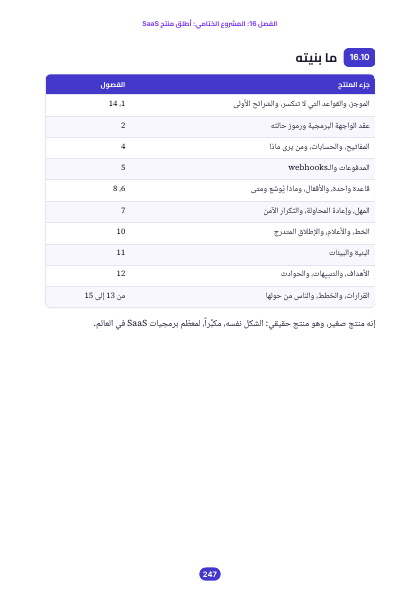 الفصل 16: المشروع الختامي: أطلق منتج SaaS
16.10 ما بنيته
جزء المنتج الفصول
الموجز، والقواعد التي لا تنكسر، والشرائح الأولى 1، 14
عقد الواجهة البرمجية ورموز حالته 2
المفاتيح، والحسابات، ومن يرى ماذا 4
المدفوعات والـwebhooks 5
قاعدة واحدة، والأقفال، وماذا يُوسَّع ومتى 6، 8
المهل، وإعادة المحاولة، والتكرار الآمن 7
الخط، والأعلام، والإطلاق المتدرج 10
البنية والبيئات 11
الأهداف، والتنبيهات، والحوادث 12
القرارات، والخطط، والناس من حولها من 13 إلى 15
إنه منتج صغير، وهو منتج حقيقي: الشكل نفسه، مكبَّراً، لمعظم برمجيات SaaS في العالم.
247